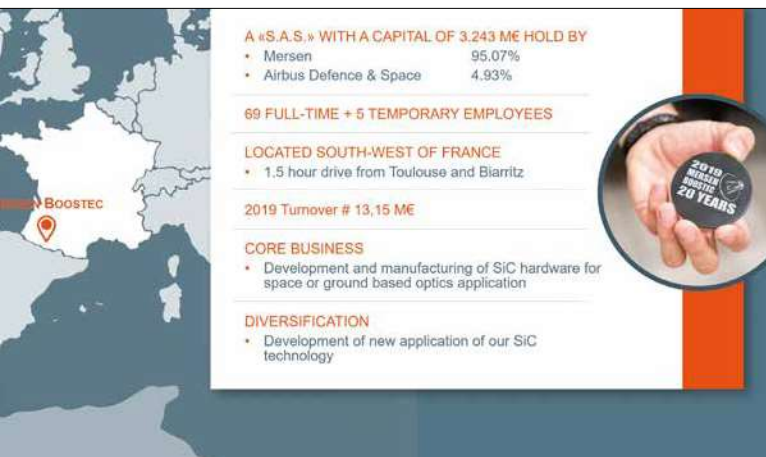 A «S.A.S.» WITH A CAPITAL OF 3.243 M€ HOLD BY
• Mersen 95.07%
• Airbus Defence & Space 4.93%
69 FULL-TIME + 5 TEMPORARY EMPLOYEES
LOCATED SOUTH-WEST OF FRANCE
• 1.5 hour drive from Toulouse and Biarritz
2019 Turnover # 13,15 M€
CORE BUSINESS
• Development and manufacturing of SiC hardware for
space or ground based optics application
DIVERSIFICATION
• Development of new application of our SiC
technology
BOOSTEC
2019
MERSEN
BOOSTEC
20 YEARS